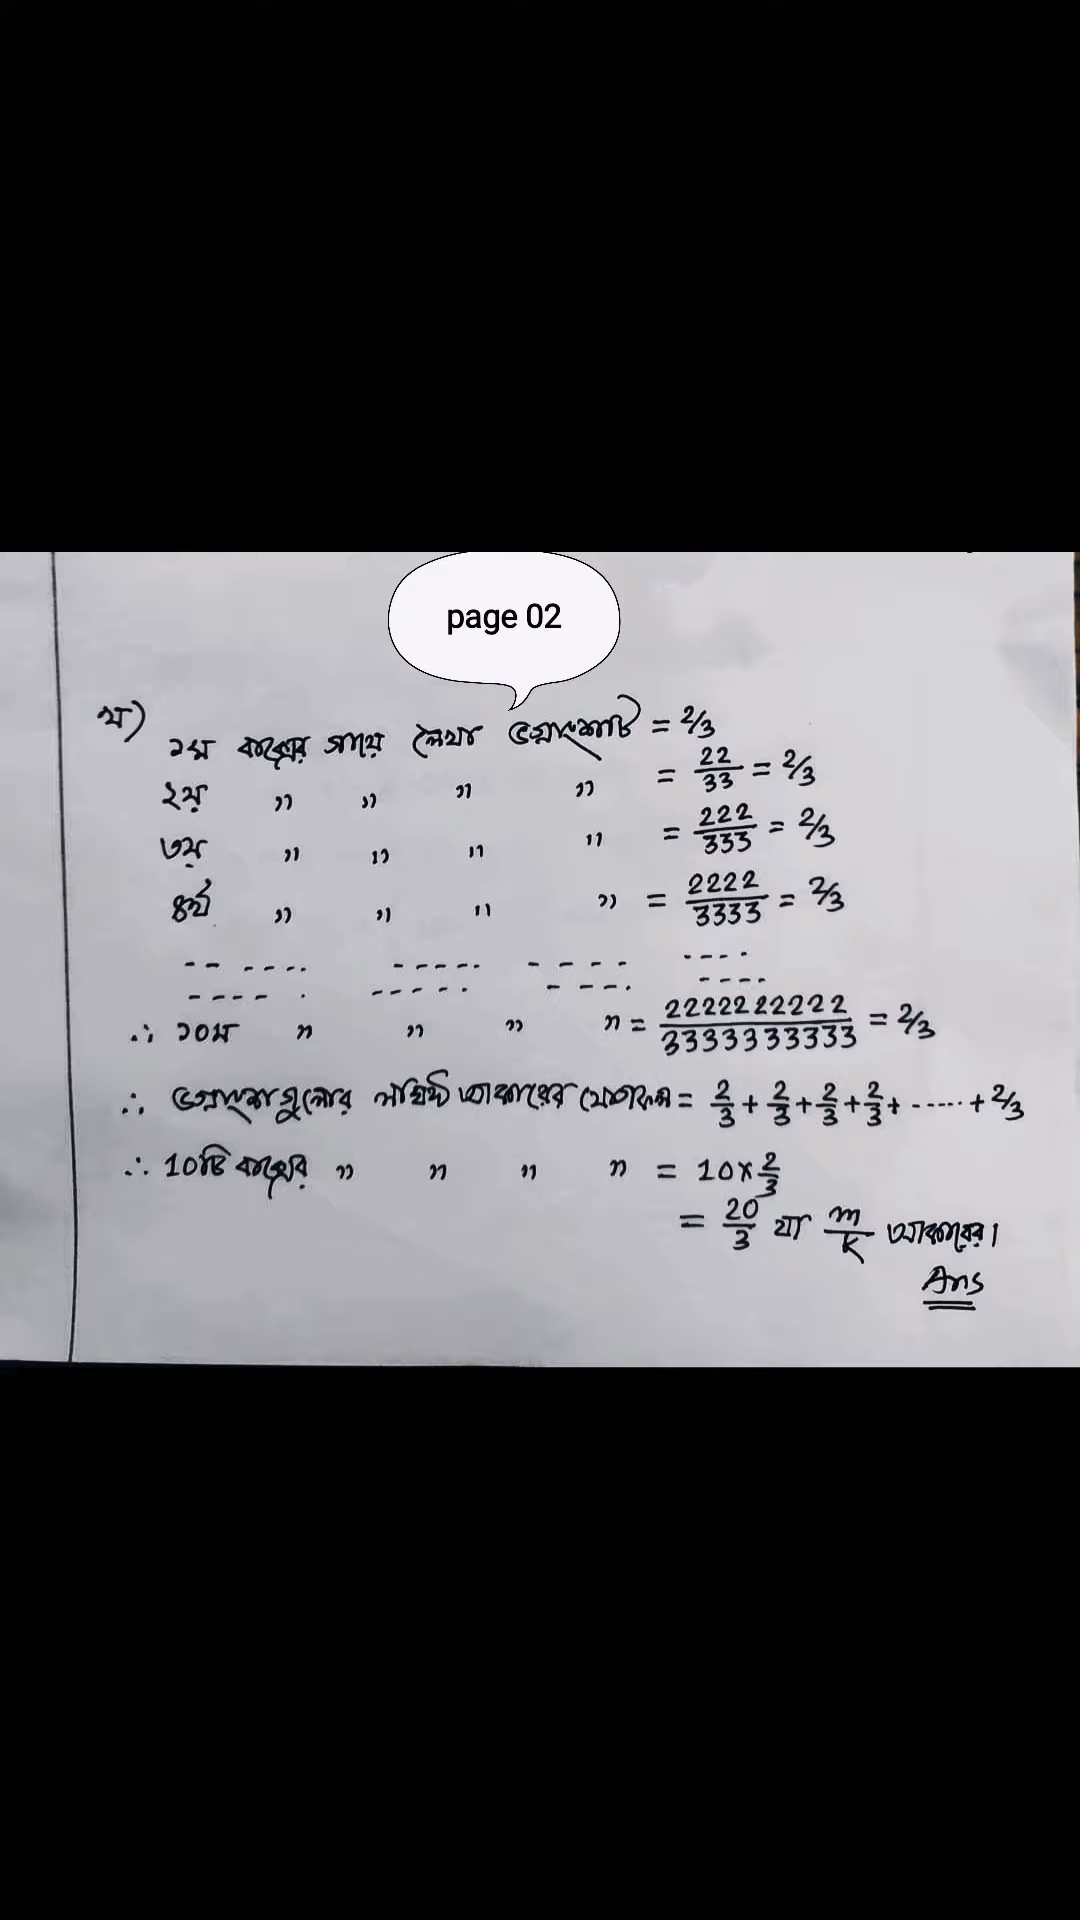 page 02
খ)
১ম বাক্সের গায়ে লেখা ভগ্নাংশটি = 2/3
২য় " " " " = 22/33 = 2/3
৩য় " " " " = 222/333 = 2/3
৪র্থ " " " " = 2222/3333 = 2/3
-- ----. -----. - ---- ----.
---- . -----. - ---. ----.
∴ ১০ম " " " " = 2222222222/3333333333 = 2/3
∴ ভগ্নাংশগুলোর লঘিষ্ঠ আকারের যোগফল = 2/3 + 2/3 + 2/3 + 2/3 + ..... + 2/3
∴ 10টি বাক্সের " " " " = 10 × 2/3
= 20/3 যা m/k আকারের।
Ans